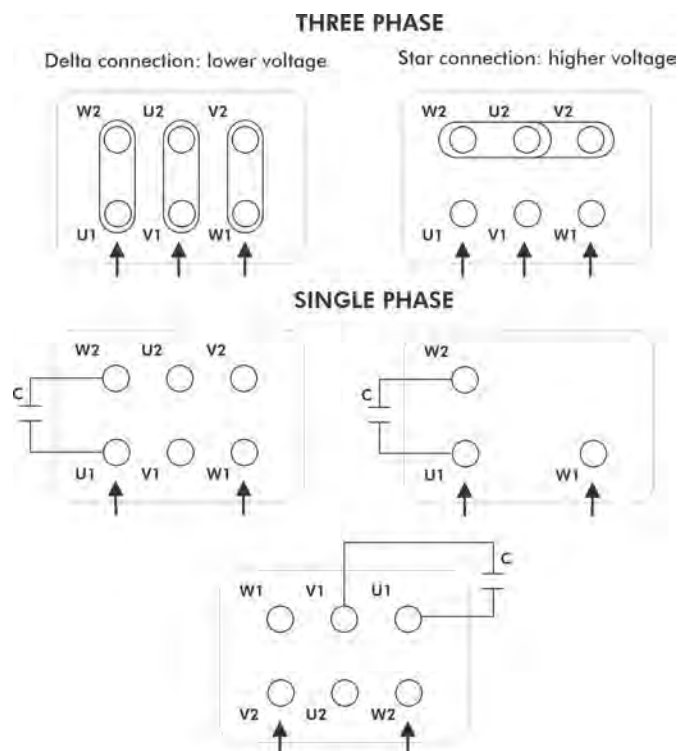 THREE PHASE
Delta connection: lower voltage
Star connection: higher voltage
W2 U2 V2
U1 V1 W1
W2 U2 V2
U1 V1 W1
SINGLE PHASE
W2 U2 V2
C
U1 V1 W1
W2
C
U1 W1
C
W1 V1 U1
V2 U2 W2